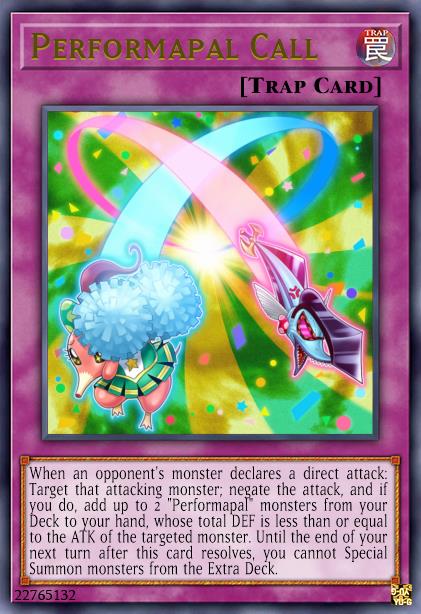 Performapal Call
TRAP
罠
[Trap Card]
When an opponent's monster declares a direct attack:
Target that attacking monster; negate the attack, and if
you do, add up to 2 "Performapal" monsters from your
Deck to your hand, whose total DEF is less than or equal
to the ATK of the targeted monster. Until the end of your
next turn after this card resolves, you cannot Special
Summon monsters from the Extra Deck.
22765132